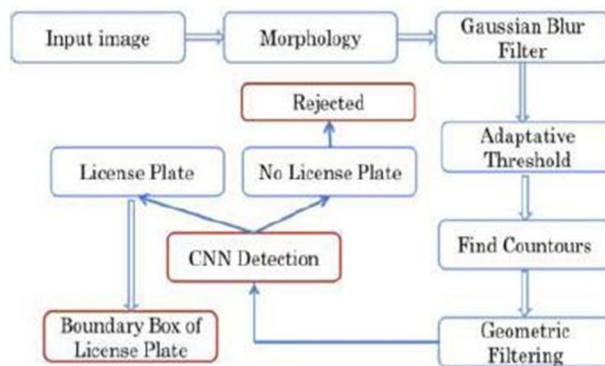 Input image
Morphology
Gaussian Blur
Filter
Rejected
Adaptative
Threshold
License Plate
No License Plate
CNN Detection
Find Countours
Boundary Box of
License Plate
Geometric
Filtering